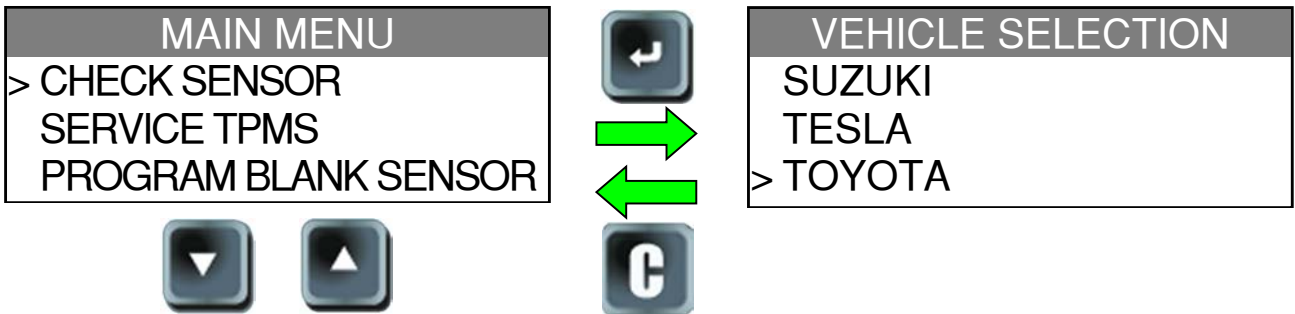 MAIN MENU
> CHECK SENSOR
SERVICE TPMS
PROGRAM BLANK SENSOR
VEHICLE SELECTION
SUZUKI
TESLA
> TOYOTA
C